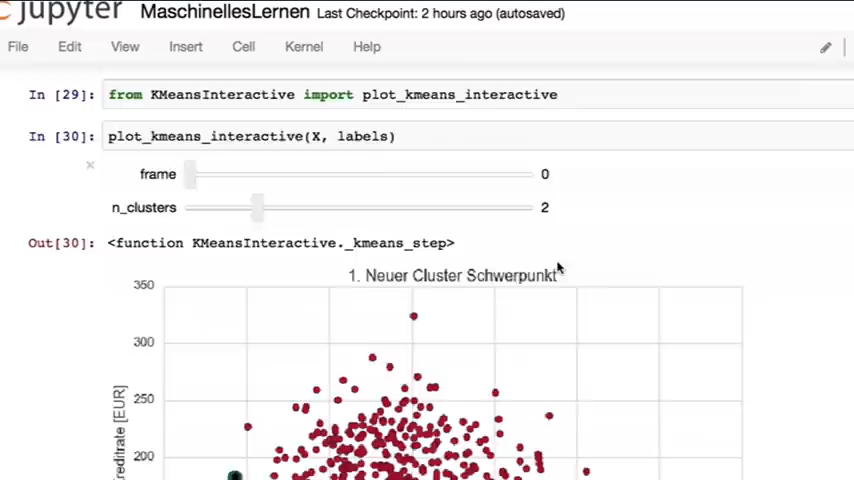 jupyter MaschinellesLernen Last Checkpoint: 2 hours ago (autosaved)
File Edit View Insert Cell Kernel Help
In [29]: from KMeansInteractive import plot_kmeans_interactive
In [30]: plot_kmeans_interactive(X, labels)
frame 0
n_clusters 2
Out[30]: <function KMeansInteractive._kmeans_step>
1. Neuer Cluster Schwerpunkt
350
300
250
200
[EUR]